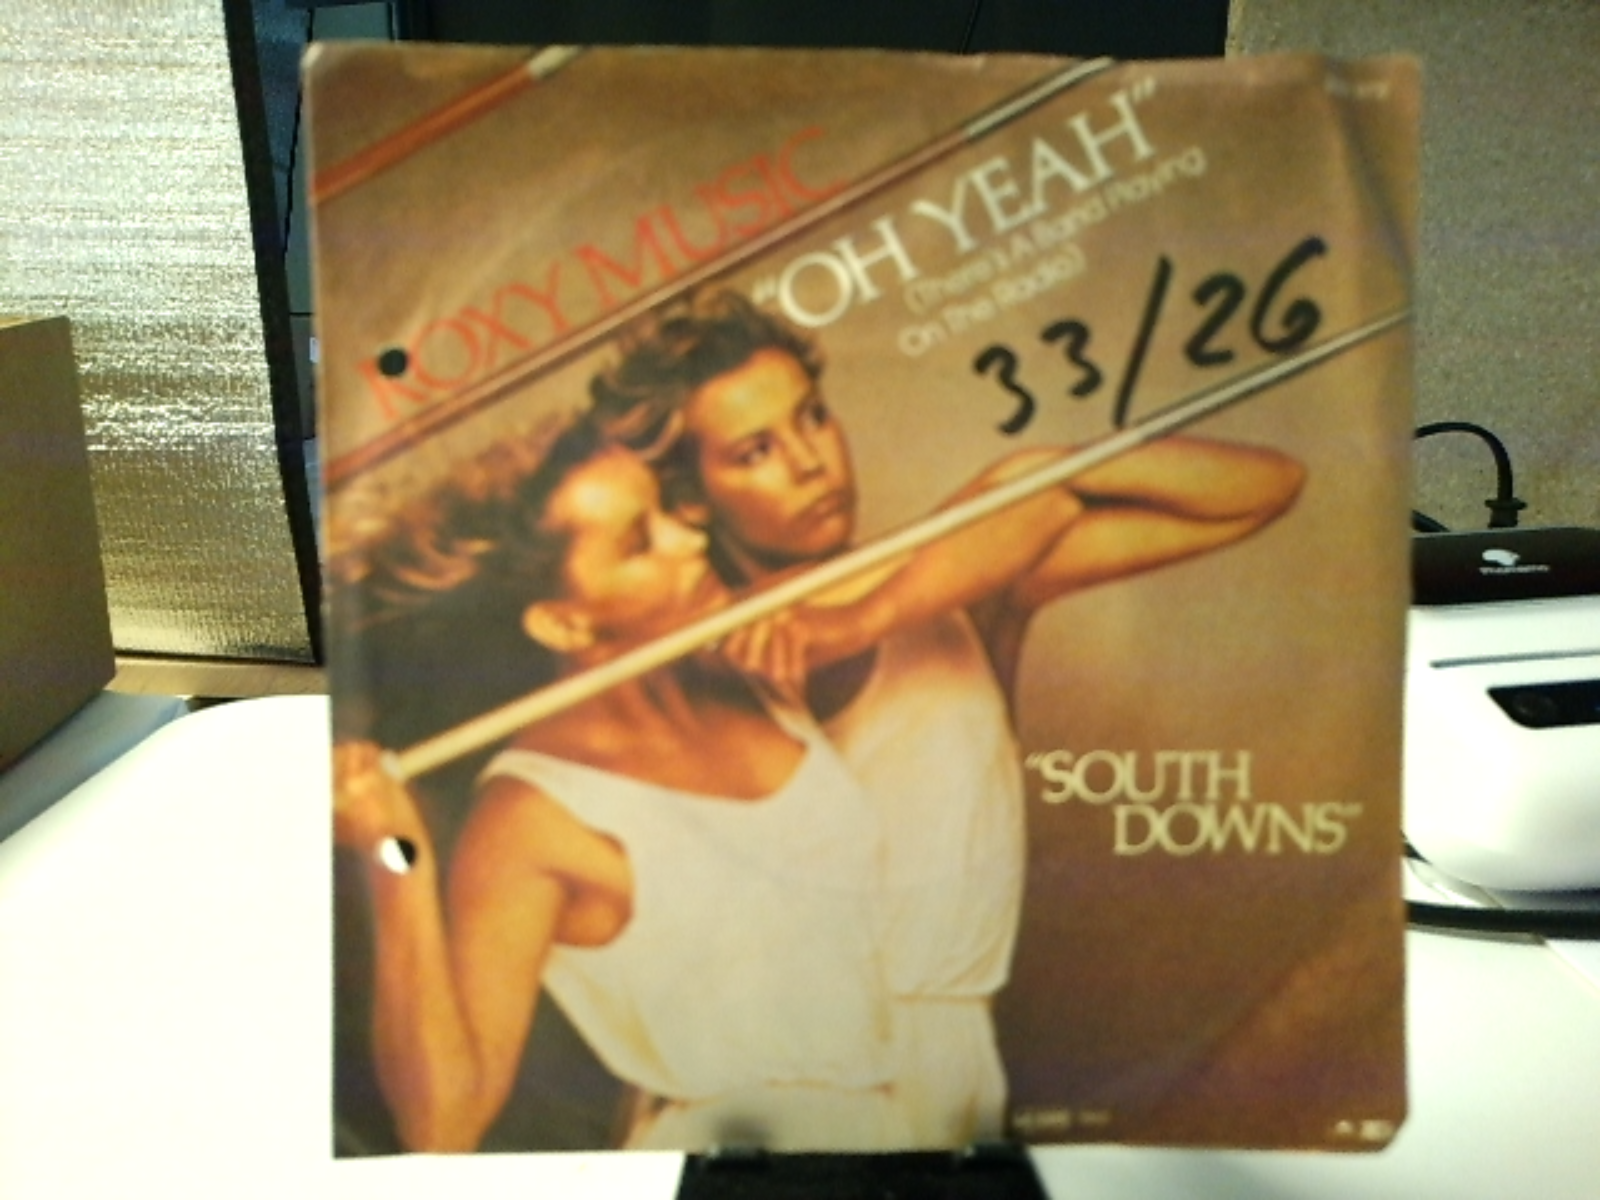 ROXY MUSIC
"OH YEAH"
(There's A Band Playing
On The Radio)
33/26
"SOUTH
DOWNS"